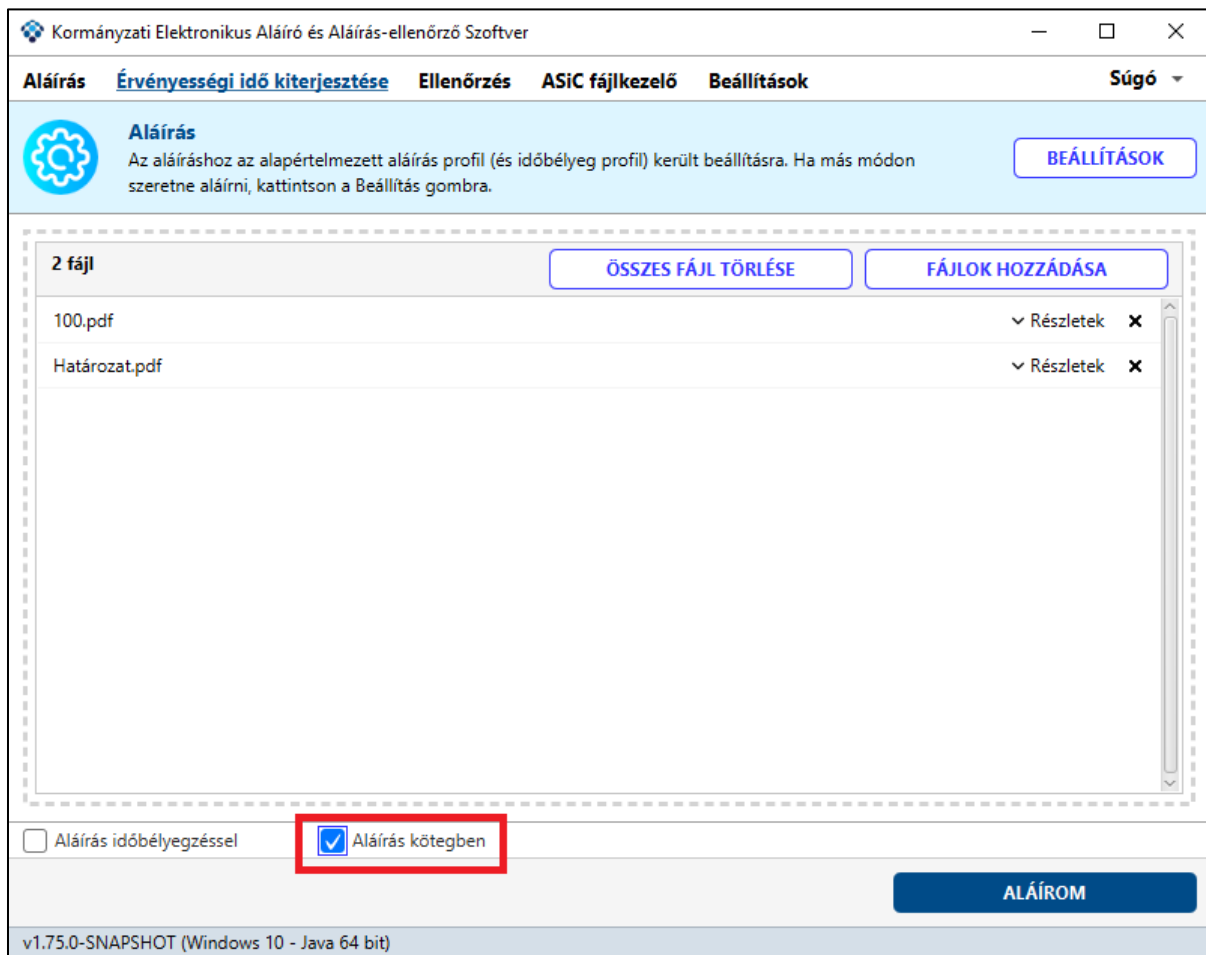 Kormányzati Elektronikus Aláíró és Aláírás-ellenőrző Szoftver
Aláírás Érvényességi idő kiterjesztése Ellenőrzés ASiC fájlkezelő Beállítások Súgó
Aláírás
Az aláíráshoz az alapértelmezett aláírás profil (és időbélyeg profil) került beállításra. Ha más módon
szeretne aláírni, kattintson a Beállítás gombra.
BEÁLLÍTÁSOK
2 fájl ÖSSZES FÁJL TÖRLÉSE FÁJLOK HOZZÁDÁSA
100.pdf Részletek
Határozat.pdf Részletek
Aláírás időbélyegzéssel Aláírás kötegben
ALÁÍROM
v1.75.0-SNAPSHOT (Windows 10 - Java 64 bit)